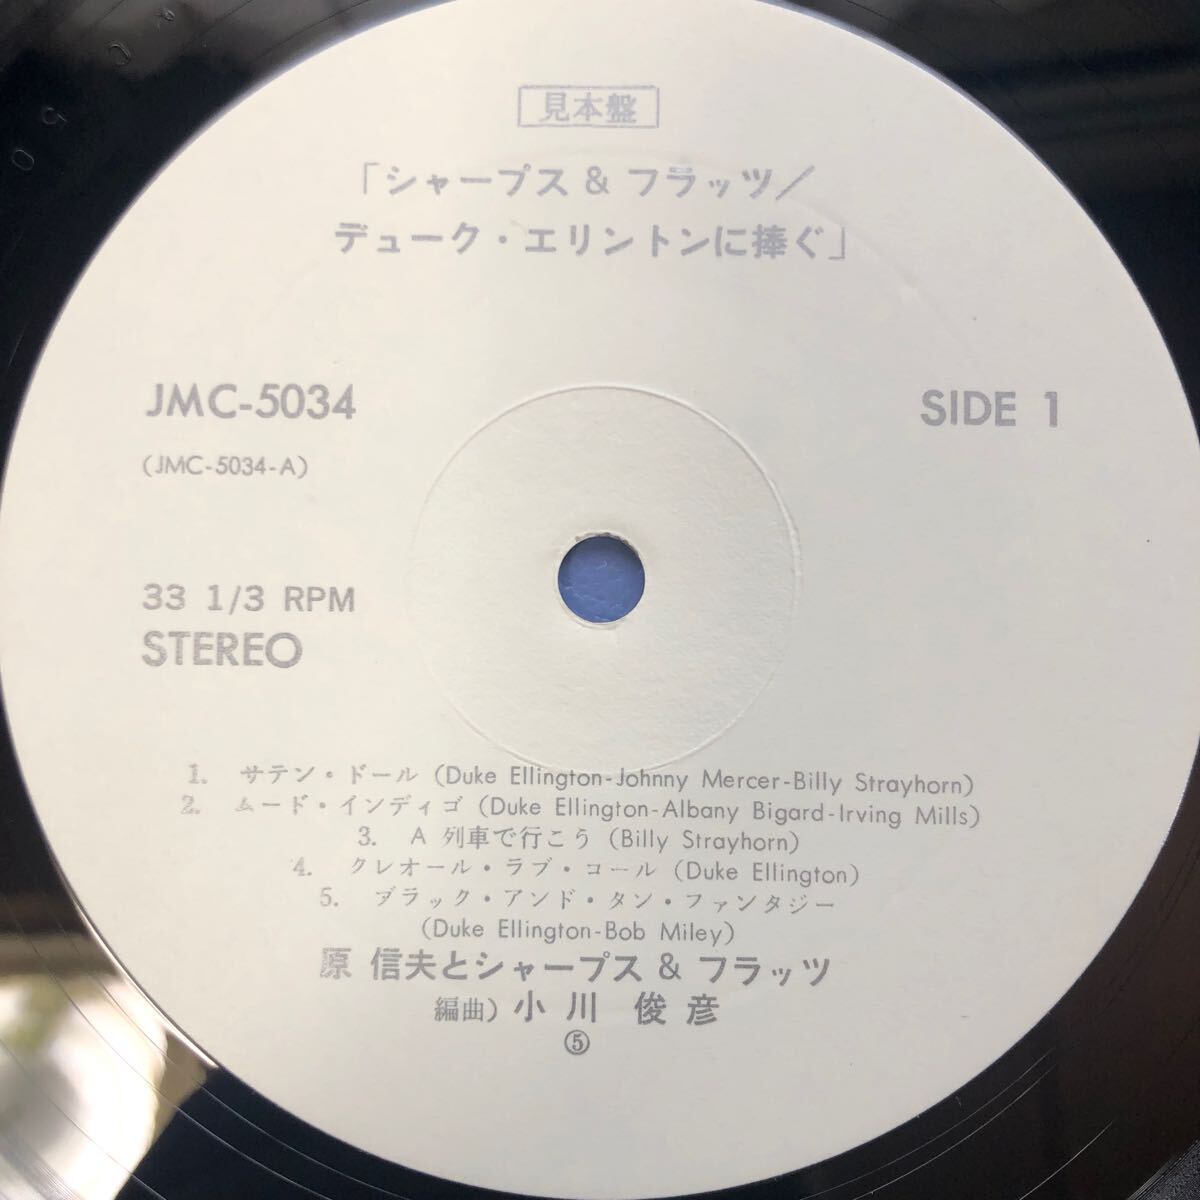 見本盤
「シャープス & フラッツ／
デューク・エリントンに捧ぐ」
JMC-5034
SIDE 1
(JMC-5034-A)
33 1/3 RPM
STEREO
1. サテン・ドール (Duke Ellington-Johnny Mercer-Billy Strayhorn)
2. ムード・インディゴ (Duke Ellington-Albany Bigard-Irving Mills)
3. A 列車で行こう (Billy Strayhorn)
4. クレオール・ラブ・コール (Duke Ellington)
5. ブラック・アンド・タン・ファンタジー
(Duke Ellington-Bob Miley)
原 信夫とシャープス & フラッツ
編曲) 小川 俊彦
⑤